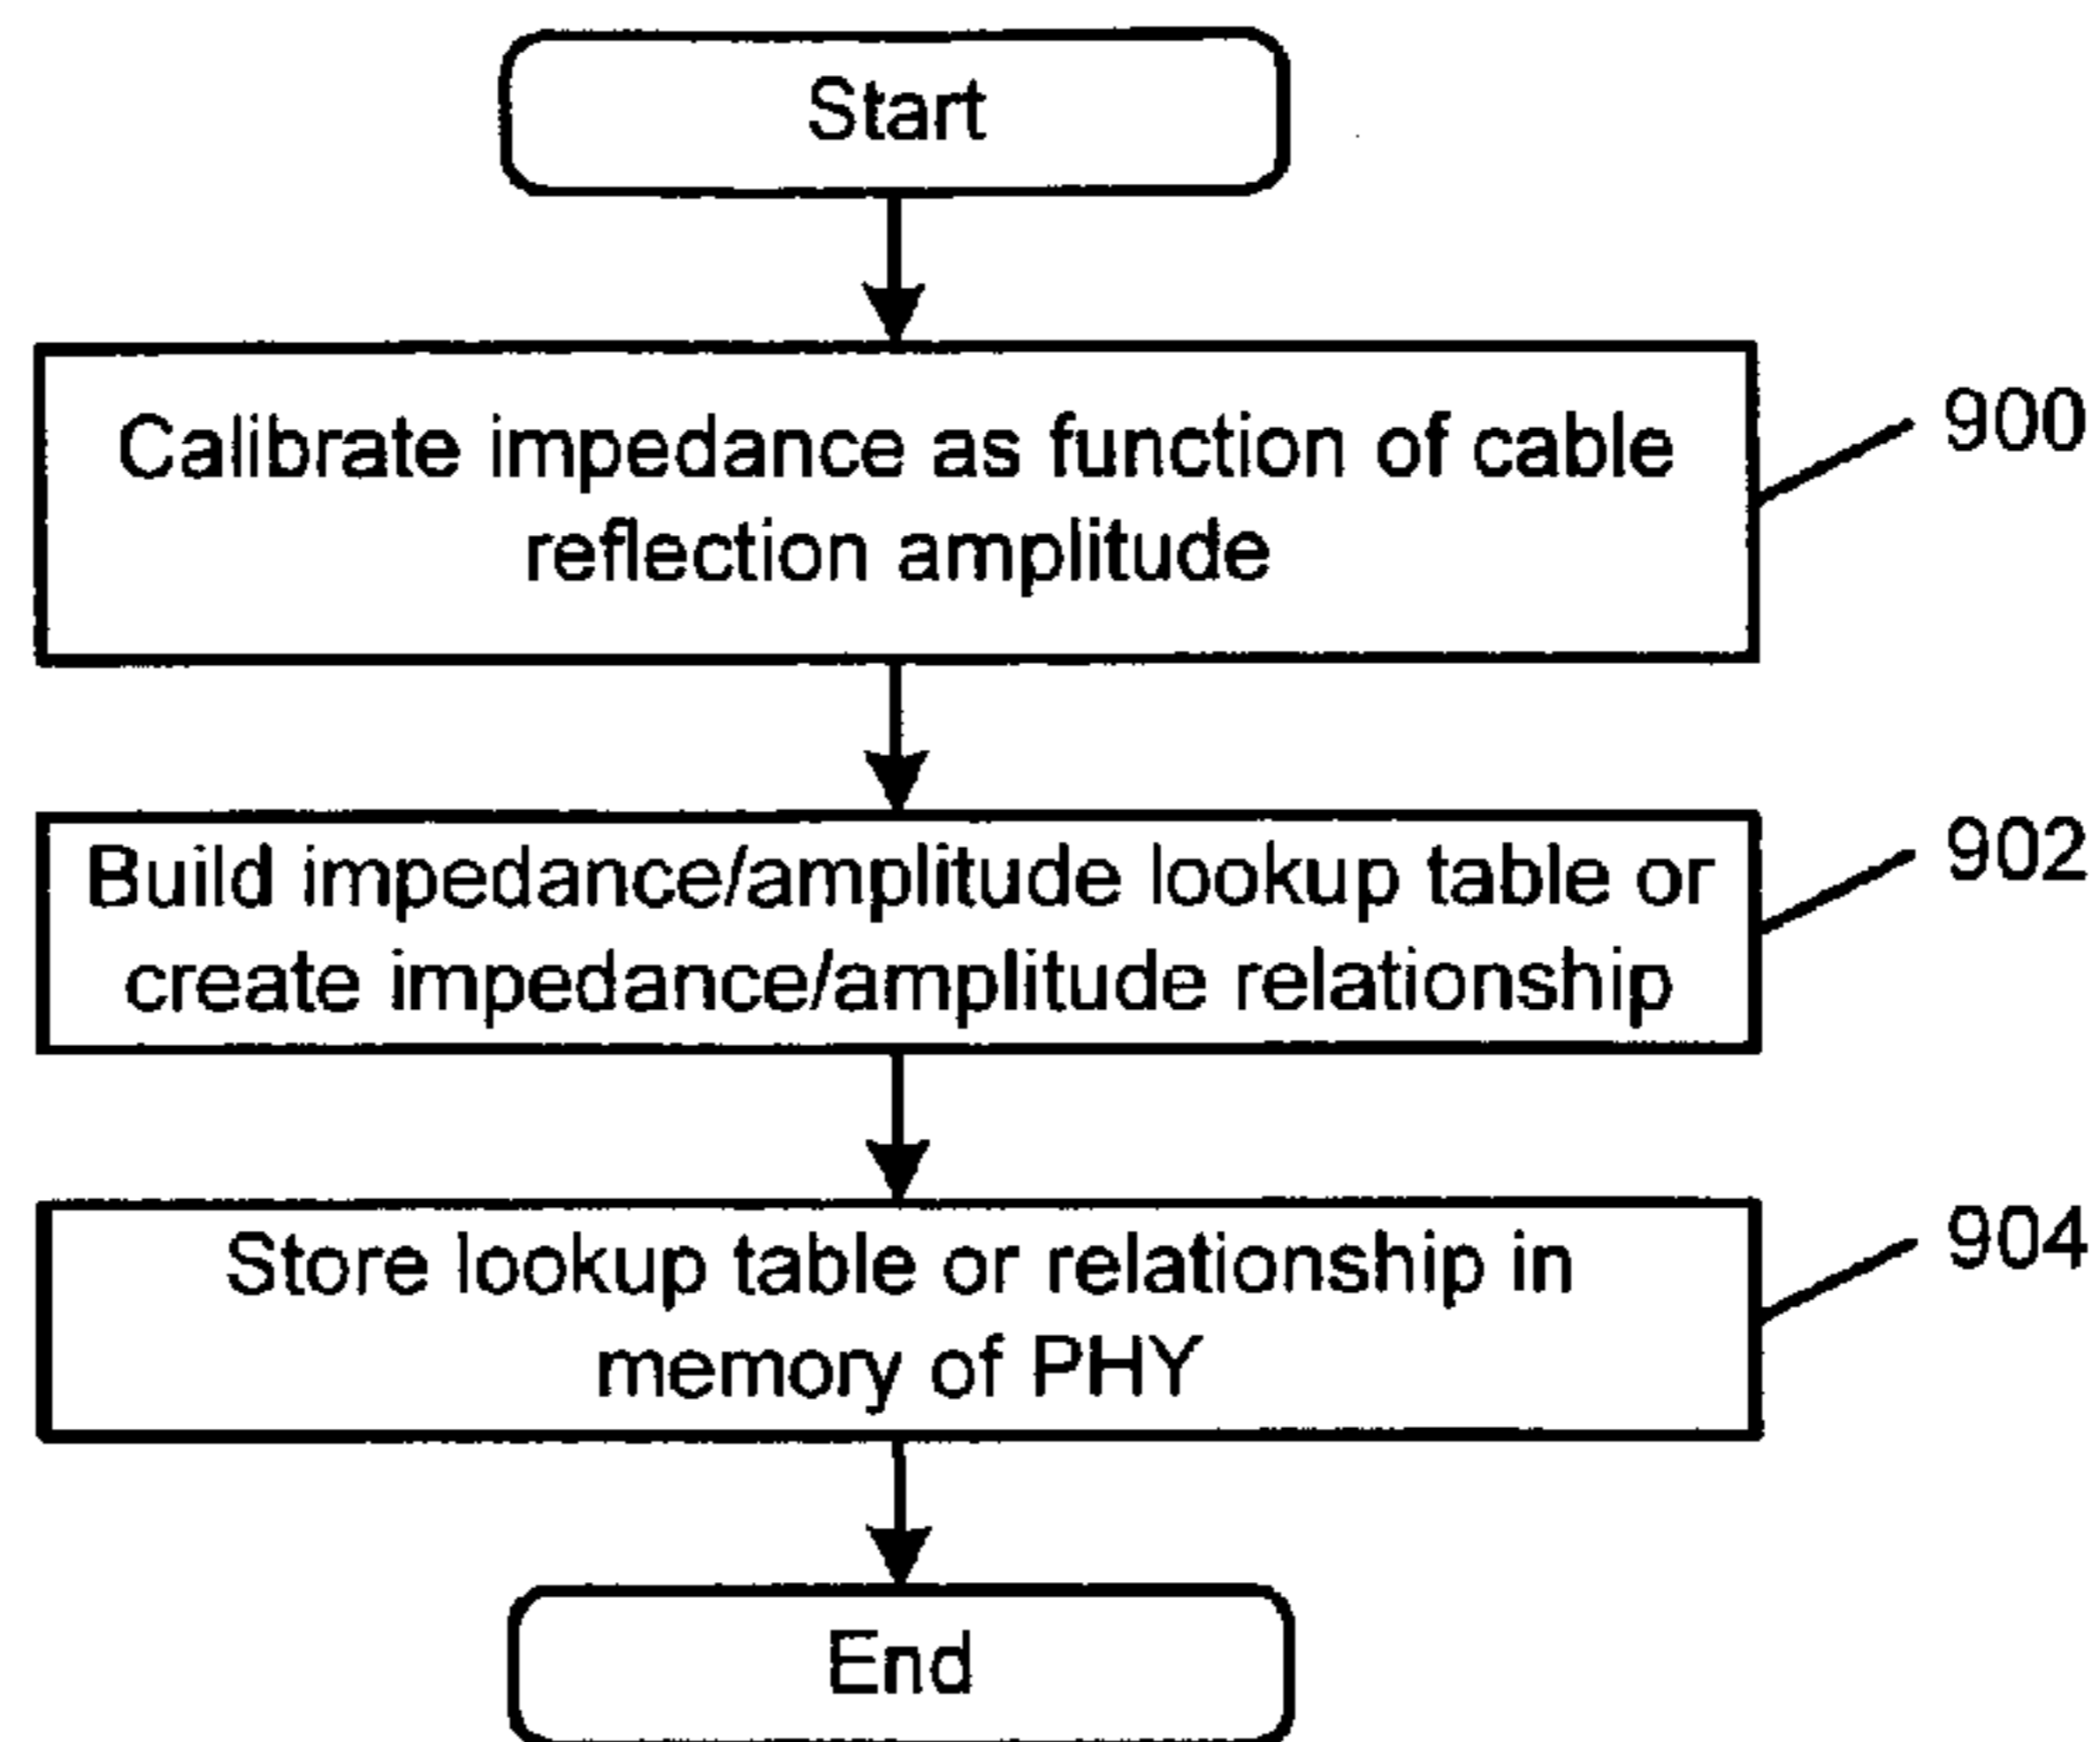 Start
Calibrate impedance as function of cable
reflection amplitude
900
Build impedance/amplitude lookup table or
create impedance/amplitude relationship
902
Store lookup table or relationship in
memory of PHY
904
End